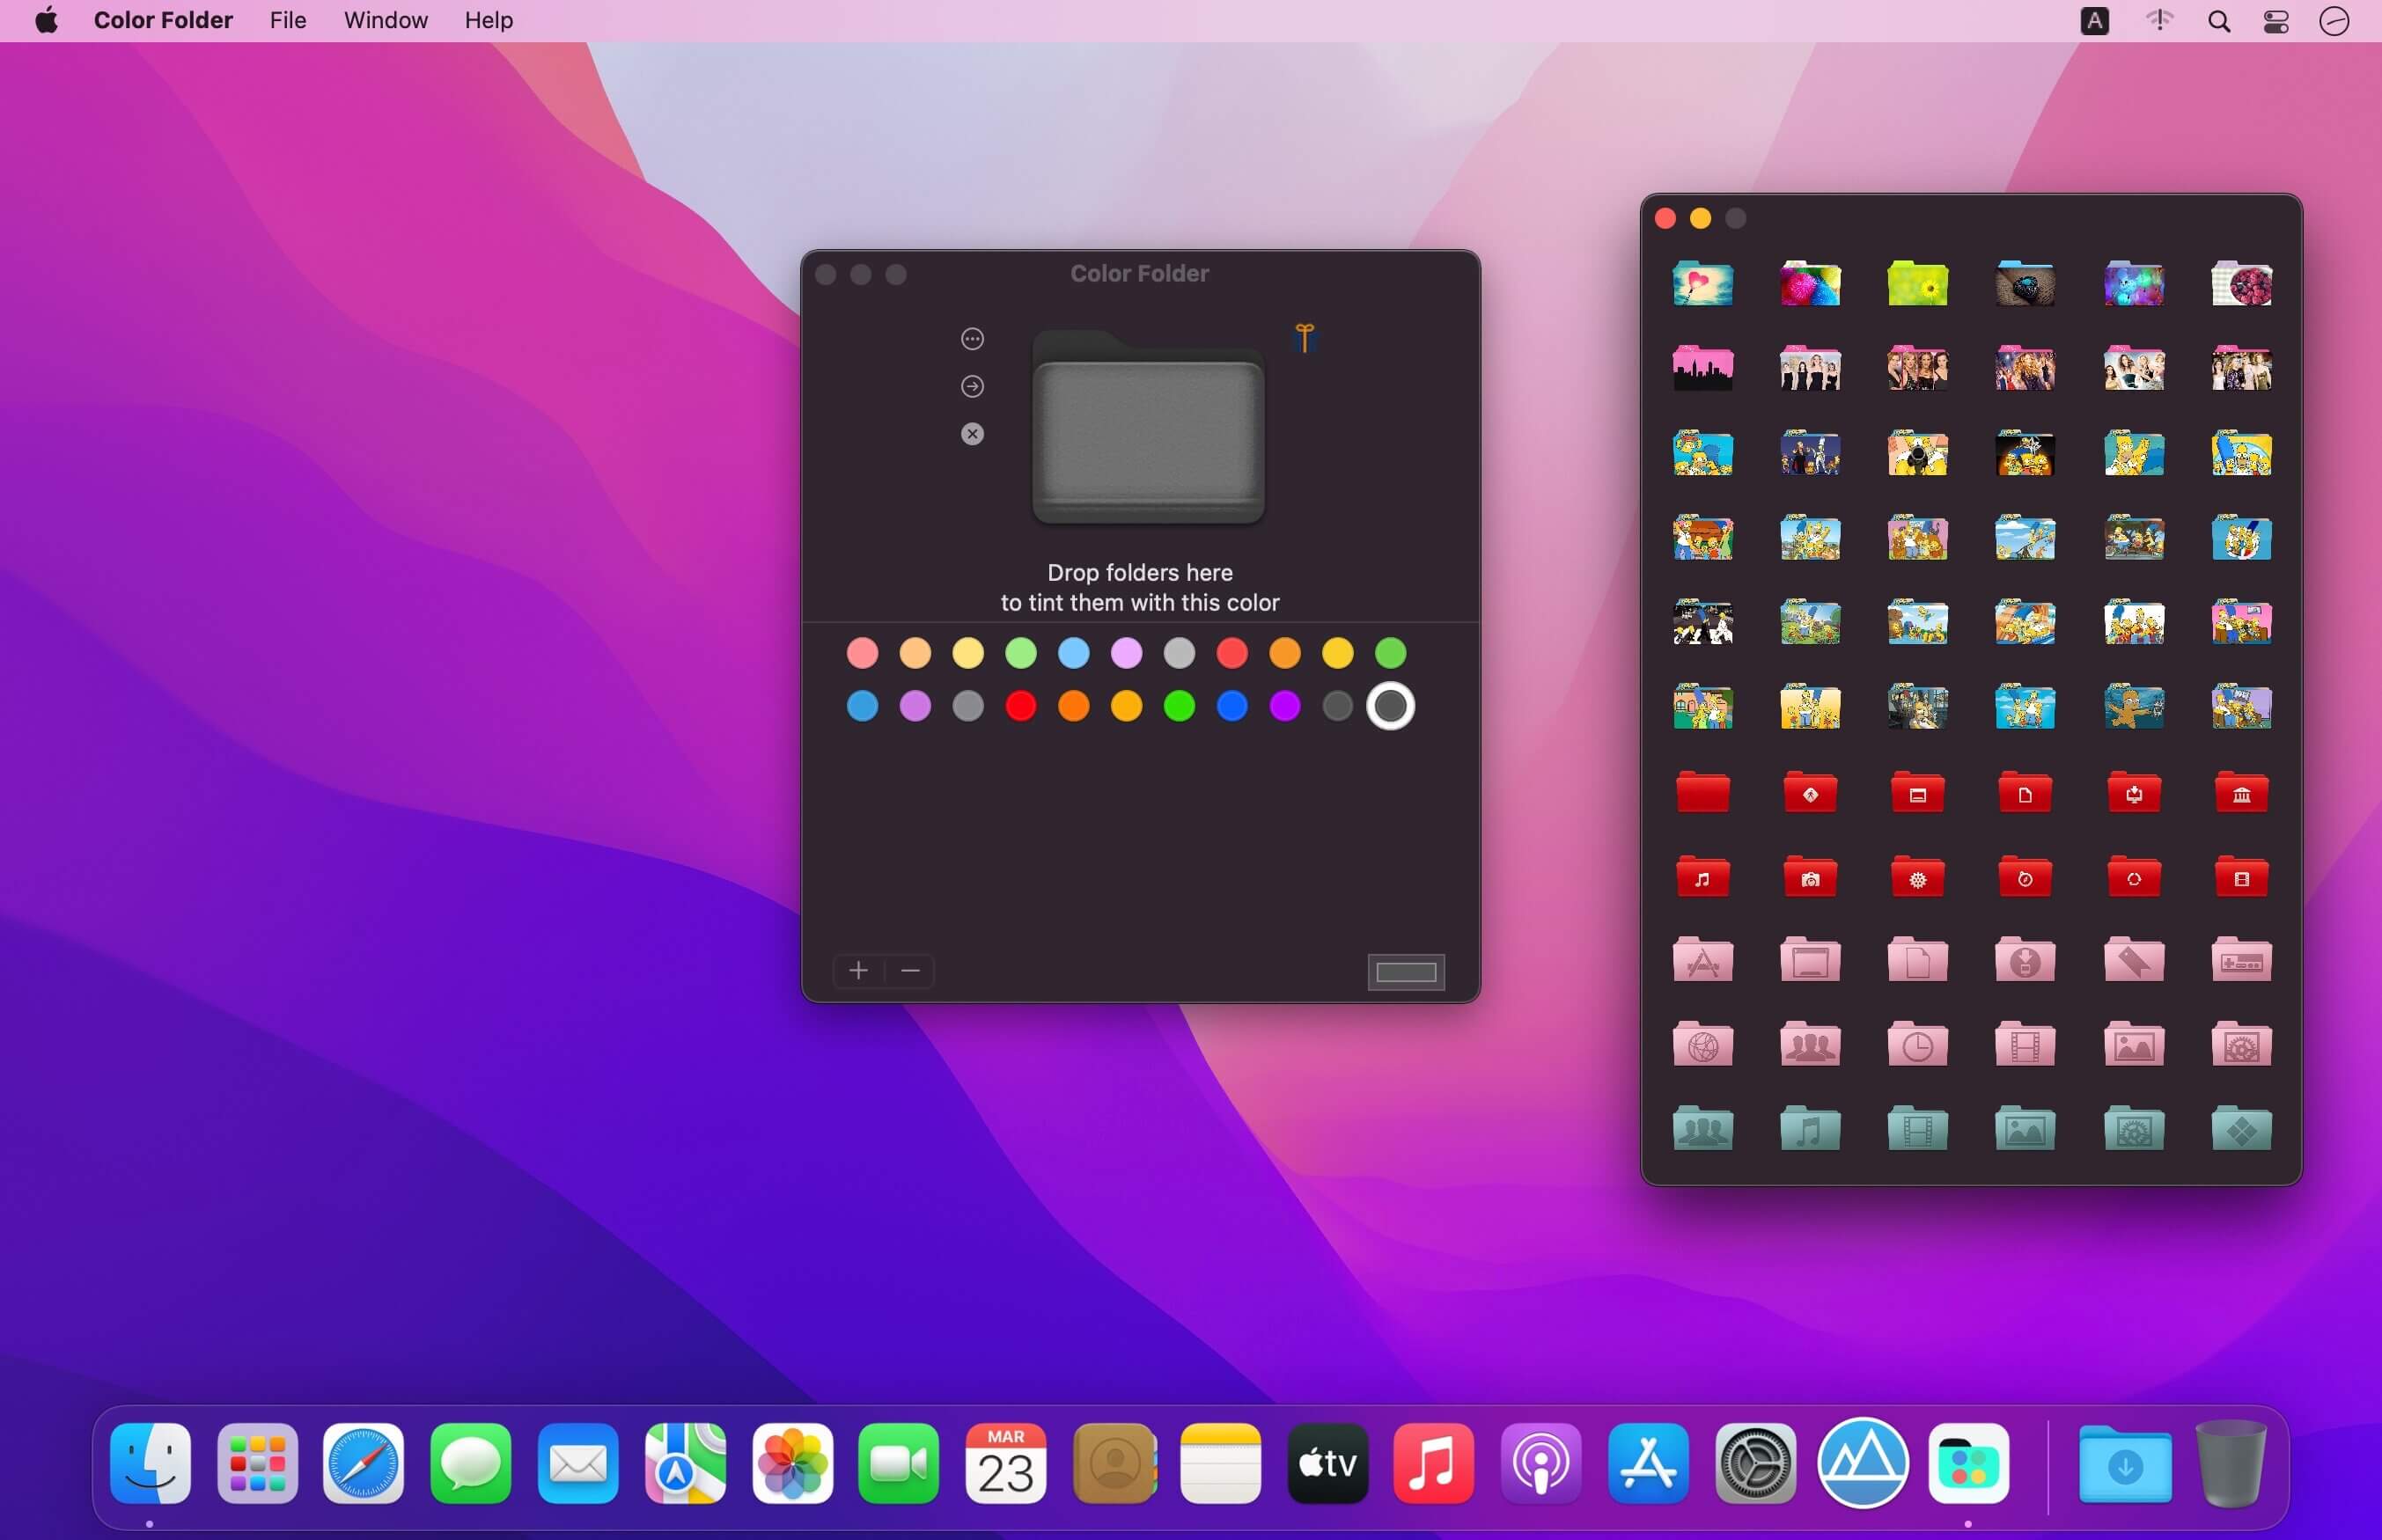 Color Folder File Window Help A
Color Folder
Drop folders here
to tint them with this color
MAR
23
tv